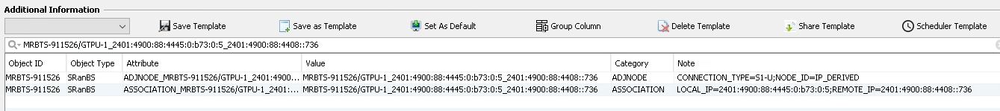 Additional Information
Save Template Save as Template Set As Default Group Column Delete Template Share Template Scheduler Template
MRBTS-911526/GTPU-1_2401:4900:88:4445:0:b73:0:5_2401:4900:88:4408::736
Object ID Object Type Attribute Value Category Note
MRBTS-911526 SRanBS ADJNODE_MRBTS-911526/GTPU-1_2401:4900... MRBTS-911526/GTPU-1_2401:4900:88:4445:0:b73:0:5_2401:4900:88:4408::736 ADJNODE CONNECTION_TYPE=S1-U;NODE_ID=IP_DERIVED
MRBTS-911526 SRanBS ASSOCIATION_MRBTS-911526/GTPU-1_2401:... MRBTS-911526/GTPU-1_2401:4900:88:4445:0:b73:0:5_2401:4900:88:4408::736 ASSOCIATION LOCAL_IP=2401:4900:88:4445:0:b73:0:5;REMOTE_IP=2401:4900:88:4408::736